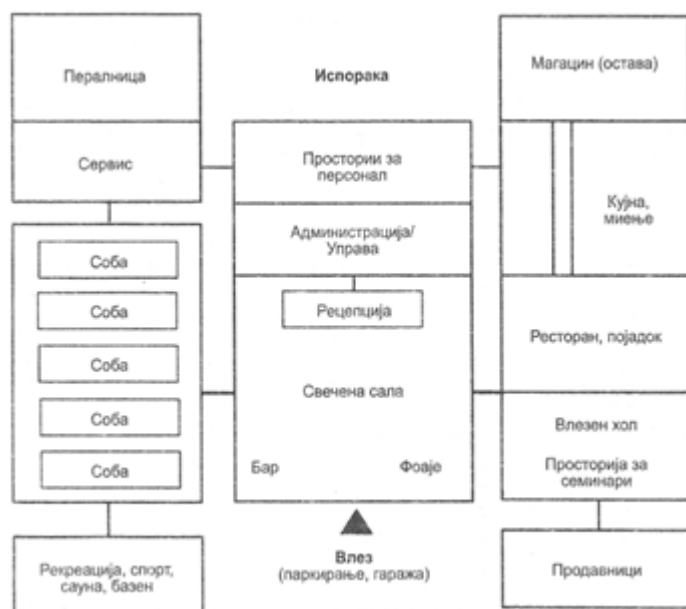 Пералница
Сервис
Соба
Соба
Соба
Соба
Соба
Рекреација, спорт,
сауна, базен
Испорака
Простории за
персонал
Администрација/
Управа
Рецепција
Свечена сала
Бар
Фоаје
Влез
(паркирање, гаража)
Магацин (остава)
Кујна,
миење
Ресторан, појадок
Влезен хол
Просторија за
семинари
Продавници